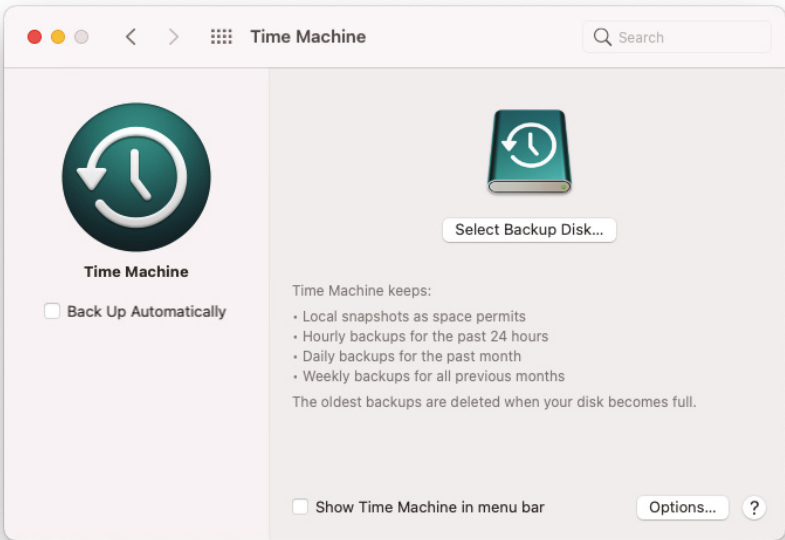 Time Machine
Search
Time Machine
Back Up Automatically
Select Backup Disk...
Time Machine keeps:
• Local snapshots as space permits
• Hourly backups for the past 24 hours
• Daily backups for the past month
• Weekly backups for all previous months
The oldest backups are deleted when your disk becomes full.
Show Time Machine in menu bar
Options...
?